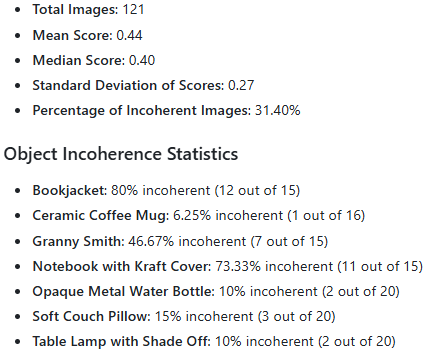 Total Images: 121
Mean Score: 0.44
Median Score: 0.40
Standard Deviation of Scores: 0.27
Percentage of Incoherent Images: 31.40%
Object Incoherence Statistics
Bookjacket: 80% incoherent (12 out of 15)
Ceramic Coffee Mug: 6.25% incoherent (1 out of 16)
Granny Smith: 46.67% incoherent (7 out of 15)
Notebook with Kraft Cover: 73.33% incoherent (11 out of 15)
Opaque Metal Water Bottle: 10% incoherent (2 out of 20)
Soft Couch Pillow: 15% incoherent (3 out of 20)
Table Lamp with Shade Off: 10% incoherent (2 out of 20)